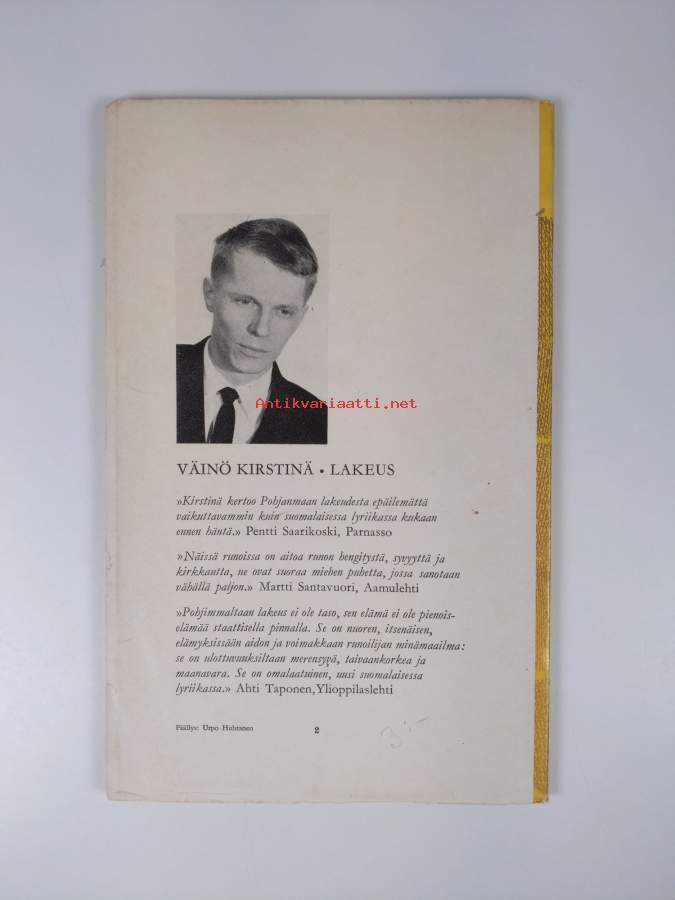 Antikvariaatti.net
VÄINÖ KIRSTINÄ • LAKEUS
»Kirstinä kertoo Pohjanmaan lakeudesta epäilemättä
vaikuttavammin kuin suomalaisessa lyriikassa kukaan
ennen häntä.» Pentti Saarikoski, Parnasso
»Näissä runoissa on aitoa runon hengitystä, syvyyttä ja
kirkkautta, ne ovat suoraa miehen puhetta, jossa sanotaan
vähällä paljon.» Martti Santavuori, Aamulehti
»Pohjimmaltaan lakeus ei ole taso, sen elämä ei ole pienois-
elämää staattisella pinnalla. Se on nuoren, itsenäisen,
elämyksissään aidon ja voimakkaan runoilijan minämaailma:
se on ulottuvuuksiltaan merensyvä, taivaankorkea ja
maanavara. Se on omalaatuinen, uusi suomalaisessa
lyriikassa.» Ahti Taponen, Ylioppilaslehti
Päällys: Urpo Huhtanen 2
3:-